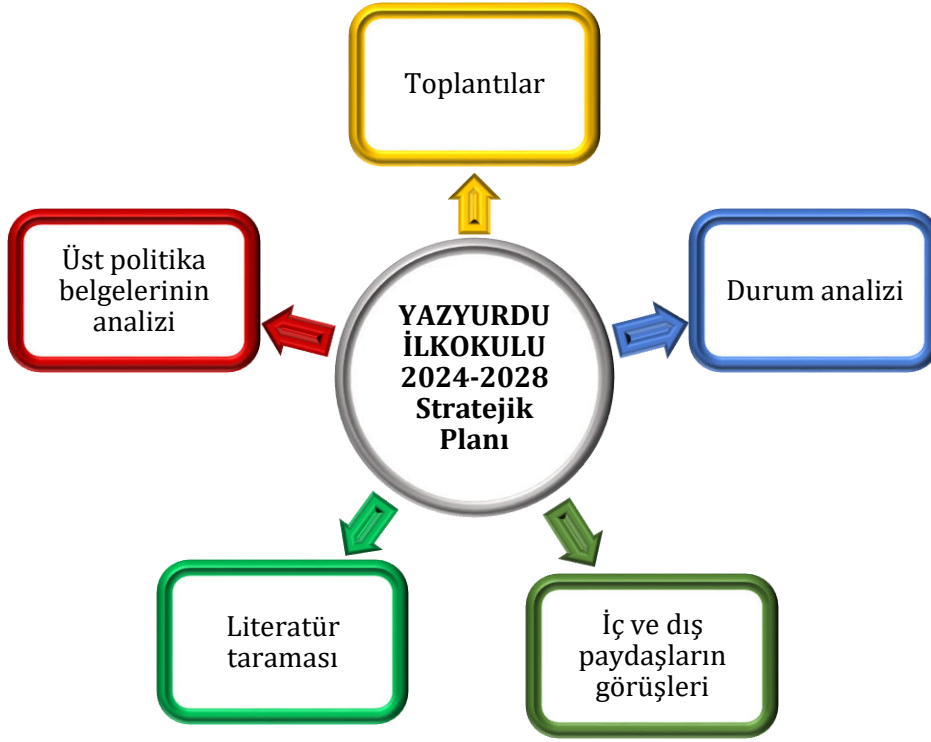 Toplantılar
Üst politika
belgelerinin
analizi
YAZYURDU
İLKOKULU
2024-2028
Stratejik
Planı
Durum analizi
Literatür
taraması
İç ve dış
paydaşların
görüşleri